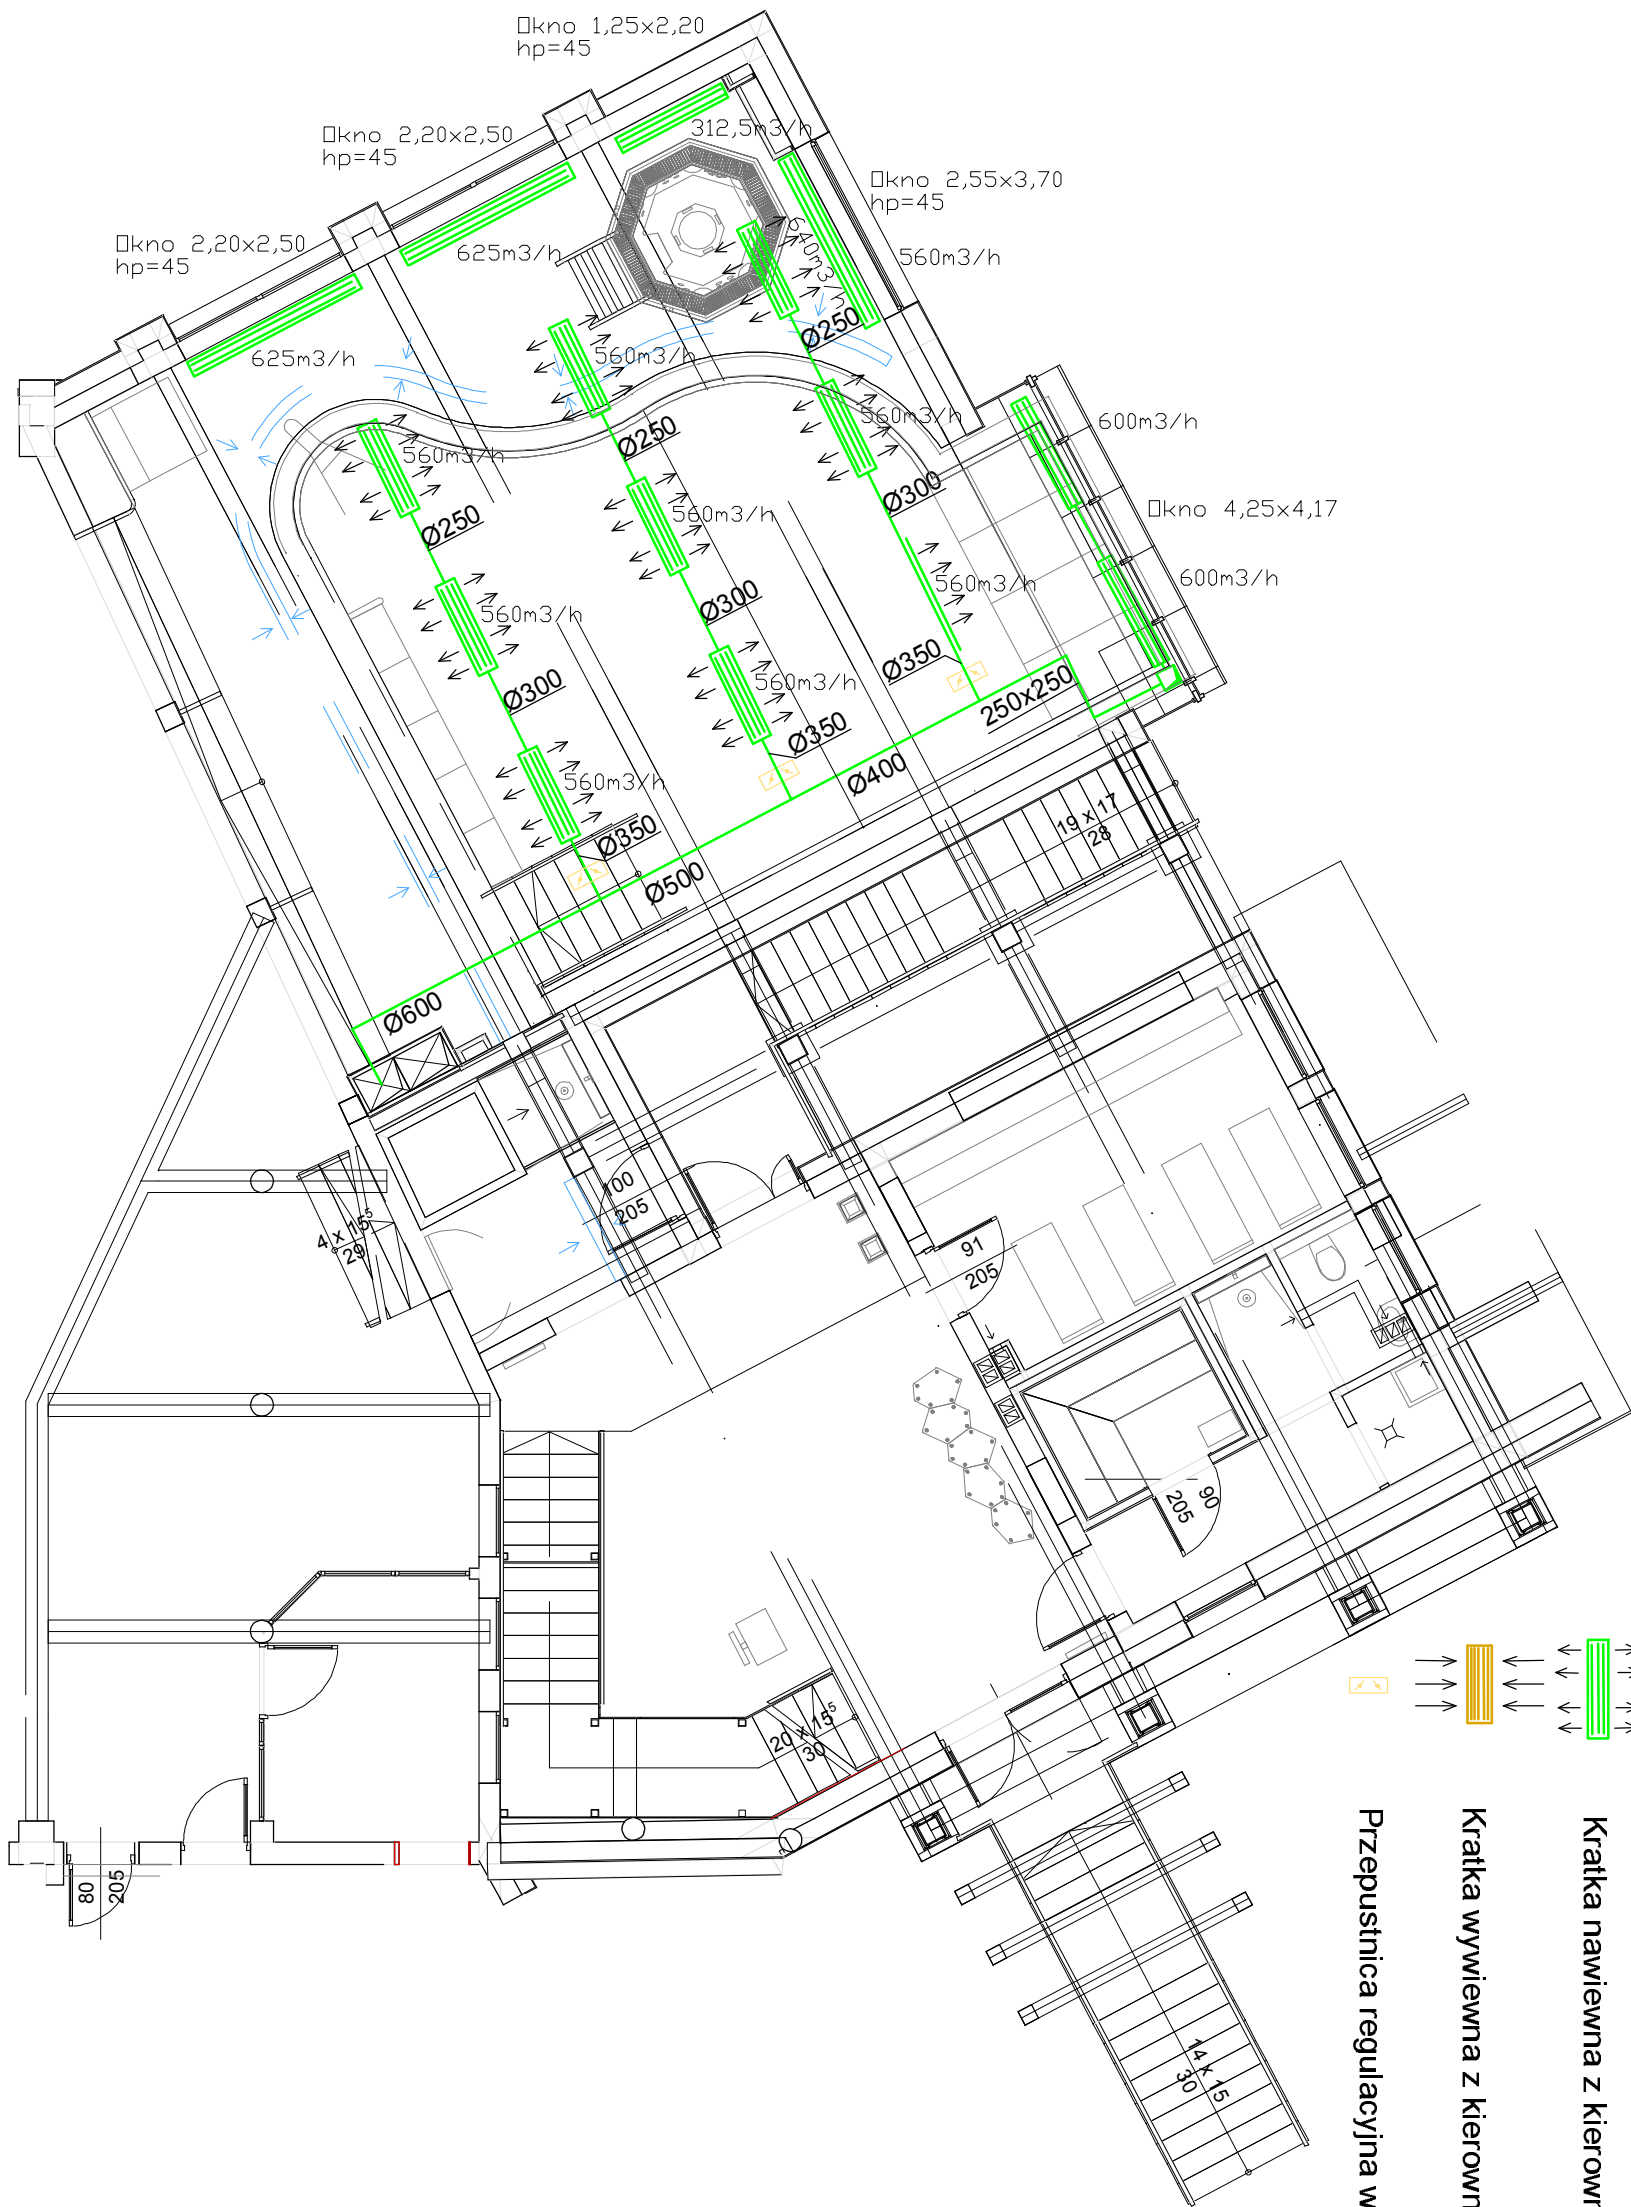 Okno 1,25x2,20
hp=45
Okno 2,20x2,50
hp=45
312,5m3/h
Okno 2,55x3,70
hp=45
Okno 2,20x2,50
hp=45
625m3/h
640m3/h
560m3/h
625m3/h
560m3/h
Ø250
560m3/h
560m3/h
Ø250
600m3/h
Ø250
560m3/h
Ø300
Okno 4,25x4,17
560m3/h
Ø300
560m3/h
600m3/h
Ø300
560m3/h
Ø350
250x250
560m3/h
Ø350
Ø400
Ø350
Ø500
19 x 17
28
Ø600
100
205
4 x 15⁵
29
91
205
90
205
20 x 15⁵
30
80
205
14 x 15
30
Kratka nawiewna z kierown
Kratka wywiewna z kierown
Przepustnica regulacyjna w